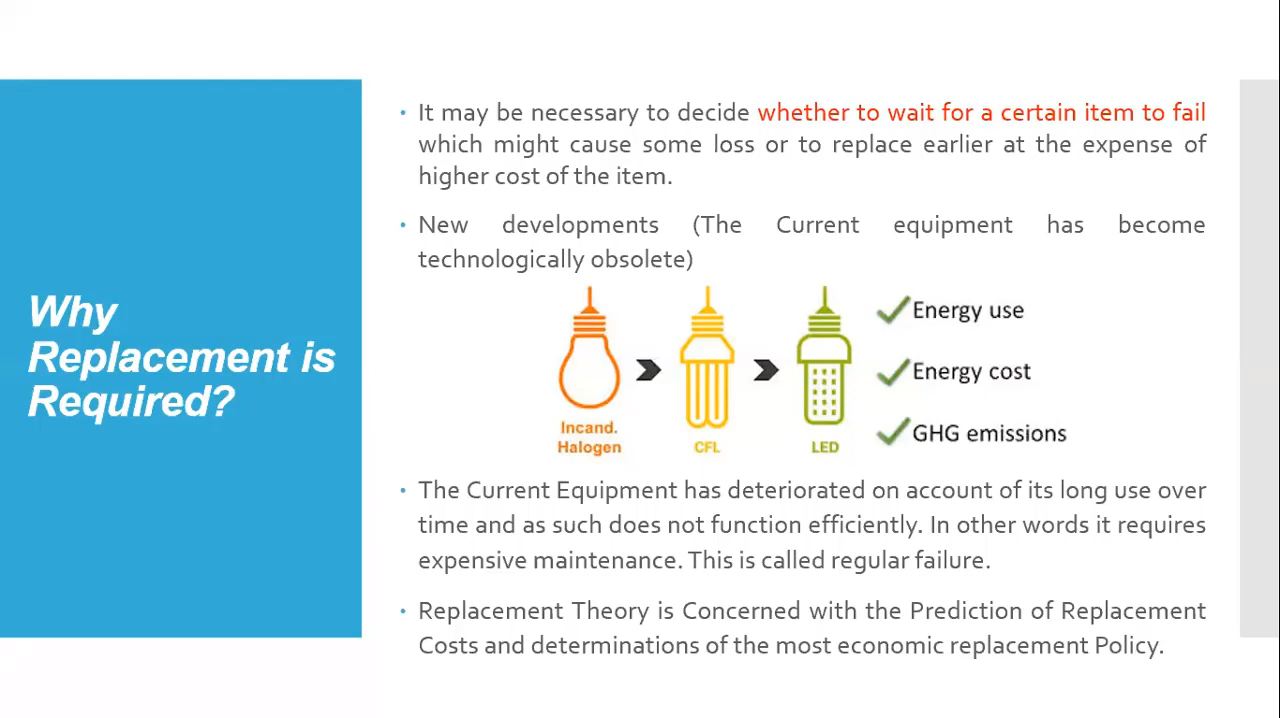 Why
Replacement is
Required?
• It may be necessary to decide whether to wait for a certain item to fail
which might cause some loss or to replace earlier at the expense of
higher cost of the item.
• New developments (The Current equipment has become
technologically obsolete)
Incand.
Halogen
CFL
LED
Energy use
Energy cost
GHG emissions
• The Current Equipment has deteriorated on account of its long use over
time and as such does not function efficiently. In other words it requires
expensive maintenance. This is called regular failure.
• Replacement Theory is Concerned with the Prediction of Replacement
Costs and determinations of the most economic replacement Policy.